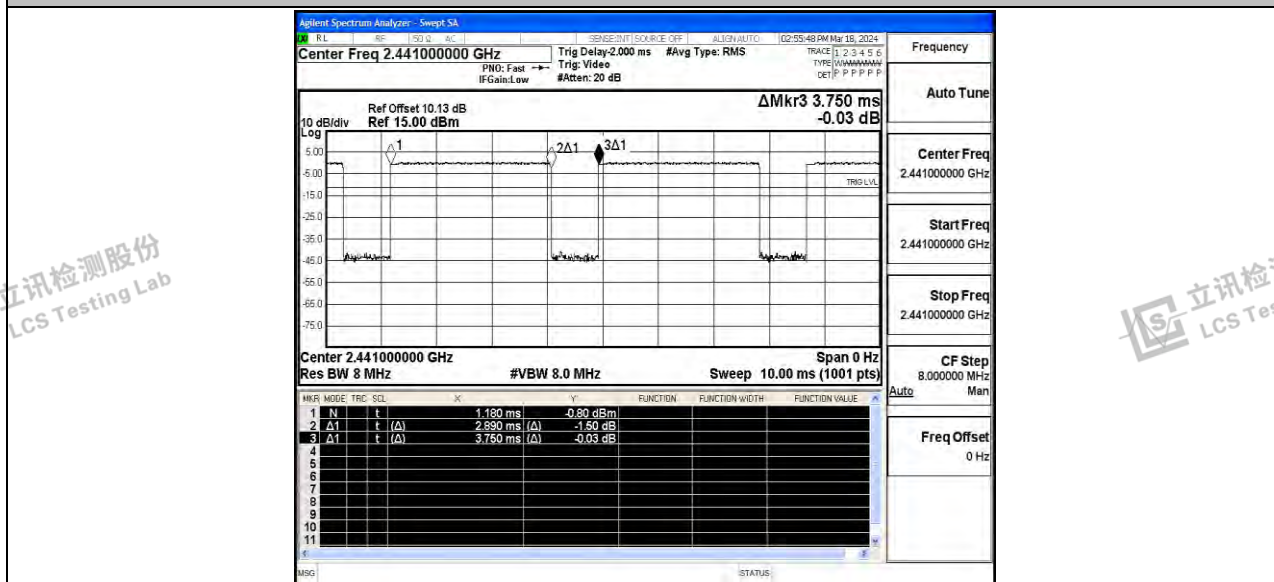 Agilent Spectrum Analyzer - Swept SA
RL RF 50 Ω AC SENSE:INT SOURCE OFF ALIGN AUTO 02:55:48 PM Mar 18, 2024
Center Freq 2.441000000 GHz
PNO: Fast
IFGain:Low
Trig Delay-2.000 ms #Avg Type: RMS
Trig: Video
#Atten: 20 dB
TRACE 1 2 3 4 5 6
TYPE
DET P P P P P P
Frequency
Auto Tune
Ref Offset 10.13 dB
10 dB/div Ref 15.00 dBm
Log
ΔMkr3 3.750 ms
-0.03 dB
1
2Δ1
3Δ1
5.00
-5.00
TRIG LVL
-15.0
-25.0
-35.0
-45.0
-55.0
-65.0
-75.0
Center 2.441000000 GHz Span 0 Hz
Res BW 8 MHz #VBW 8.0 MHz Sweep 10.00 ms (1001 pts)
Center Freq
2.441000000 GHz
Start Freq
2.441000000 GHz
Stop Freq
2.441000000 GHz
CF Step
8.000000 MHz
Auto Man
Freq Offset
0 Hz
MKR MODE TRC SCL X Y FUNCTION FUNCTION WIDTH FUNCTION VALUE
1 N t 1.180 ms -0.80 dBm
2 Δ1 t (Δ) 2.890 ms (Δ) -1.50 dB
3 Δ1 t (Δ) 3.750 ms (Δ) -0.03 dB
4
5
6
7
8
9
10
11
MSG STATUS
立讯检测股份
LCS Testing Lab
立讯检
LCS Tes